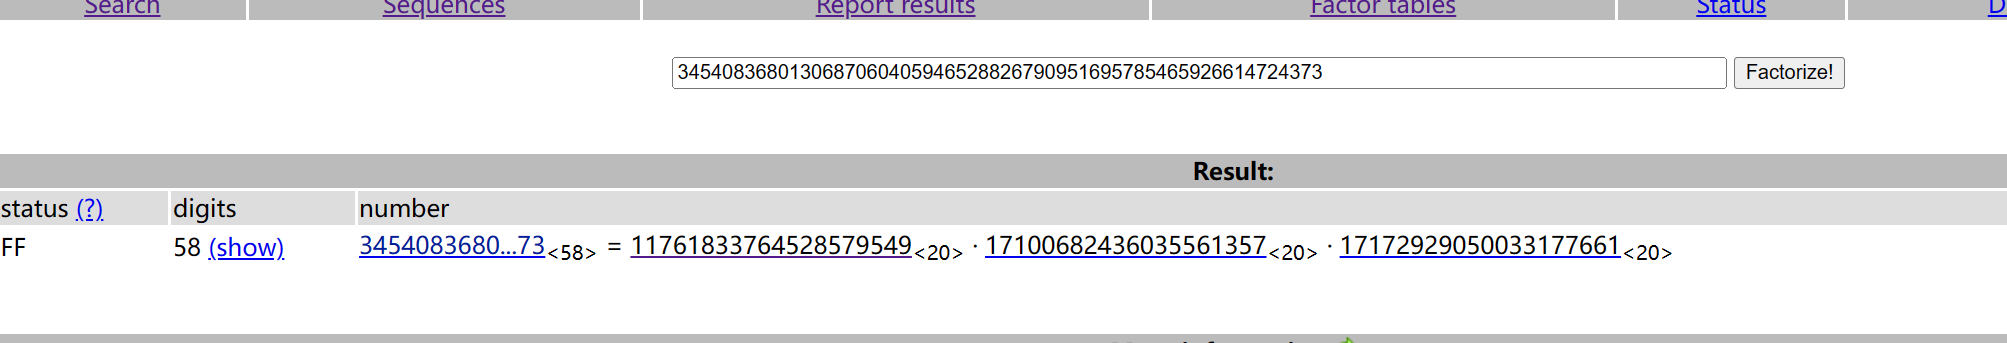 Search Sequences Report results Factor tables Status D
3454083680130687060405946528826790951695785465926614724373 Factorize!
Result:
status (?) digits number
FF 58 (show) 3454083680...73<58> = 11761833764528579549<20> · 17100682436035561357<20> · 17172929050033177661<20>